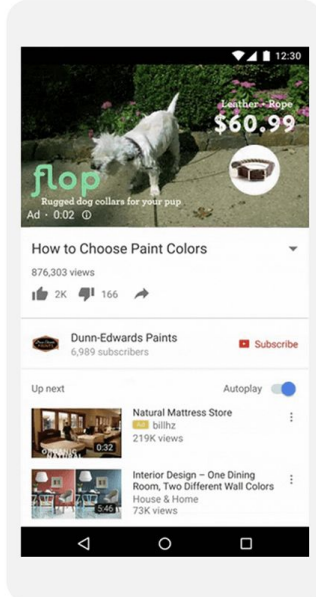 12:30
Leather • Rope
$60.99
flop
Rugged dog collars for your pup
Ad • 0:02
How to Choose Paint Colors
876,303 views
2K 166
Dunn-Edwards Paints
6,989 subscribers
Subscribe
Up next Autoplay
Natural Mattress Store
Ad billhz
219K views
0:32
Interior Design – One Dining
Room, Two Different Wall Colors
House & Home
73K views
5:46